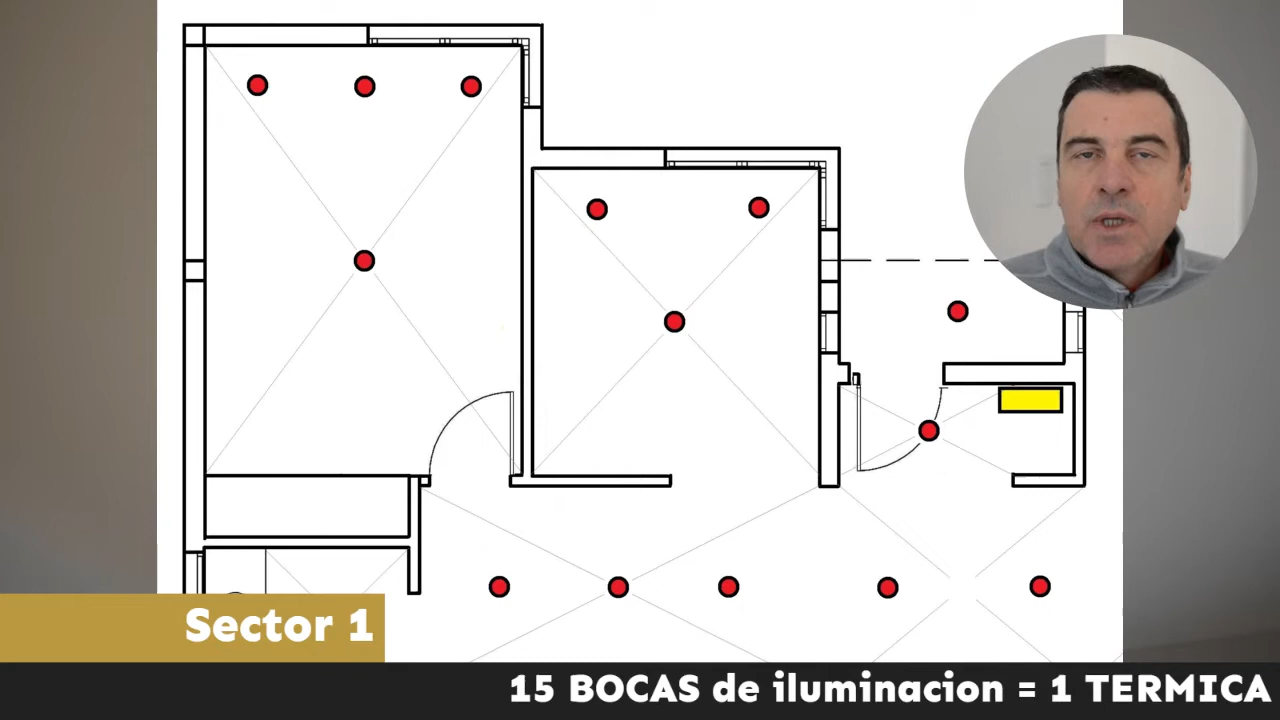 Sector 1
15 BOCAS de iluminacion = 1 TERMICA